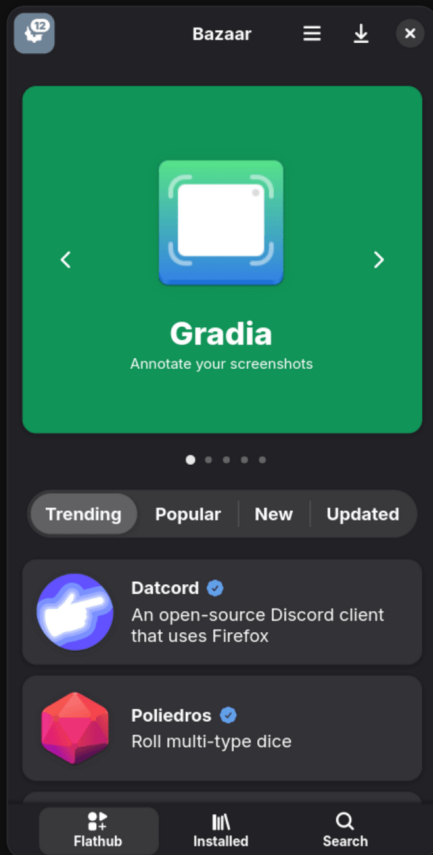 12
Bazaar
Gradia
Annotate your screenshots
Trending
Popular
New
Updated
Datcord
An open-source Discord client
that uses Firefox
Poliedros
Roll multi-type dice
Flathub
Installed
Search